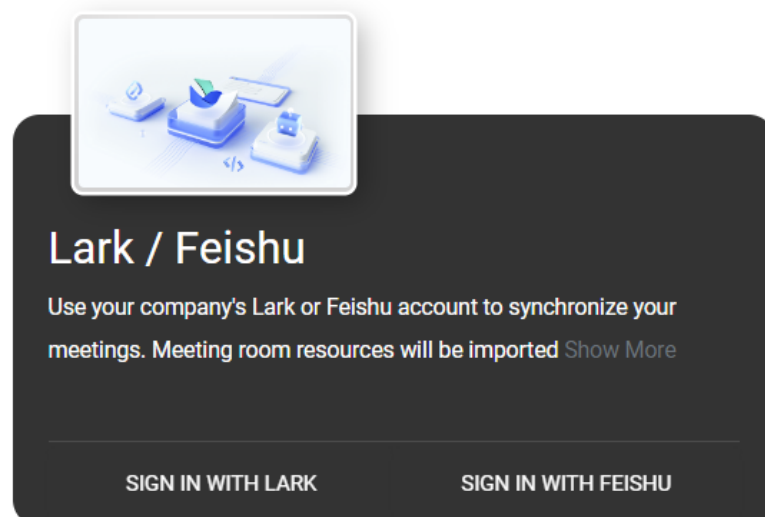 Lark / Feishu
Use your company's Lark or Feishu account to synchronize your
meetings. Meeting room resources will be imported Show More
SIGN IN WITH LARK
SIGN IN WITH FEISHU